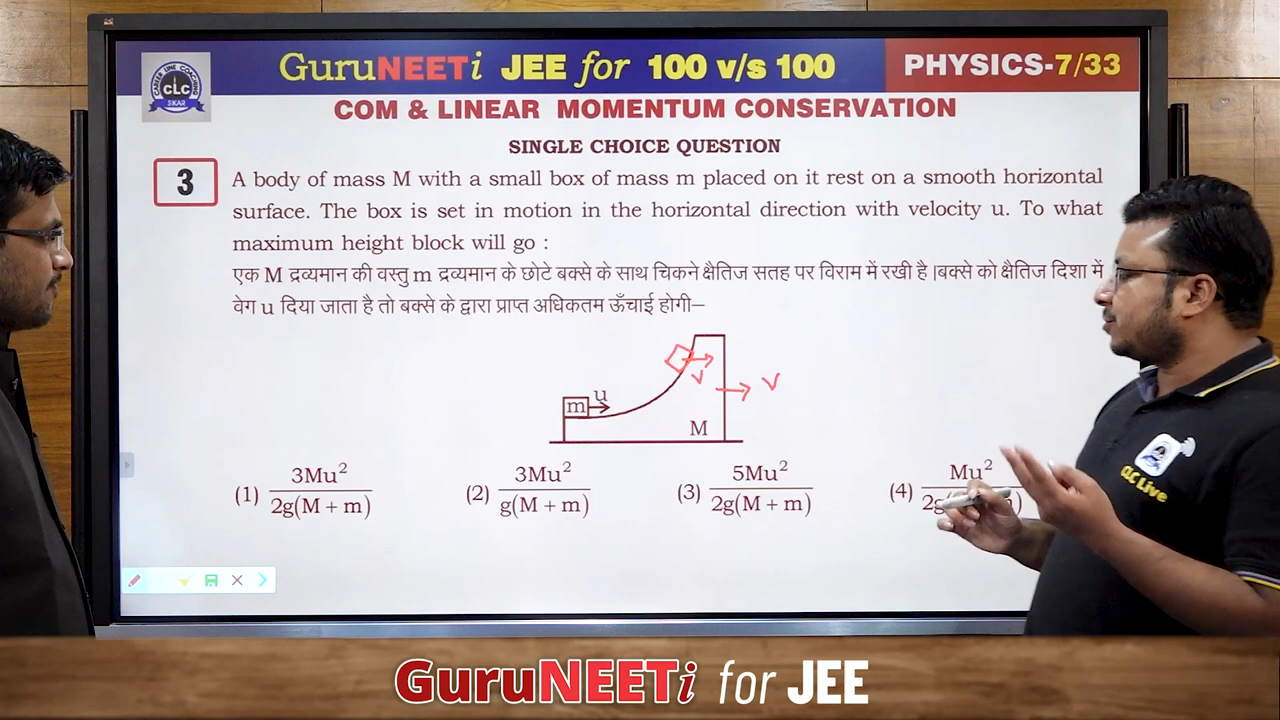 GuruNEETi JEE for 100 v/s 100
PHYSICS-7/33
CAREER LINE COACHING
CLC
SIKAR
COM & LINEAR MOMENTUM CONSERVATION
SINGLE CHOICE QUESTION
3
A body of mass M with a small box of mass m placed on it rest on a smooth horizontal
surface. The box is set in motion in the horizontal direction with velocity u. To what
maximum height block will go :
एक M द्रव्यमान की वस्तु m द्रव्यमान के छोटे बक्से के साथ चिकने क्षैतिज सतह पर विराम में रखी है।बक्से को क्षैतिज दिशा में
वेग u दिया जाता है तो बक्से के द्वारा प्राप्त अधिकतम ऊँचाई होगी–
v
v
u
m
M
(1) 3Mu²/2g(M + m)
(2) 3Mu²/g(M + m)
(3) 5Mu²/2g(M + m)
(4) Mu²/2g
CLC Live
GuruNEETi for JEE